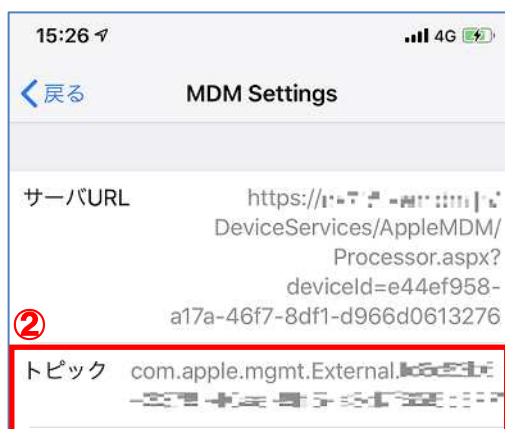 15:26
4G
戻る
MDM Settings
サーバURL
https://
DeviceServices/AppleMDM/
Processor.aspx?
deviceId=e44ef958-
a17a-46f7-8df1-d966d0613276
②
トピック
com.apple.mgmt.External.